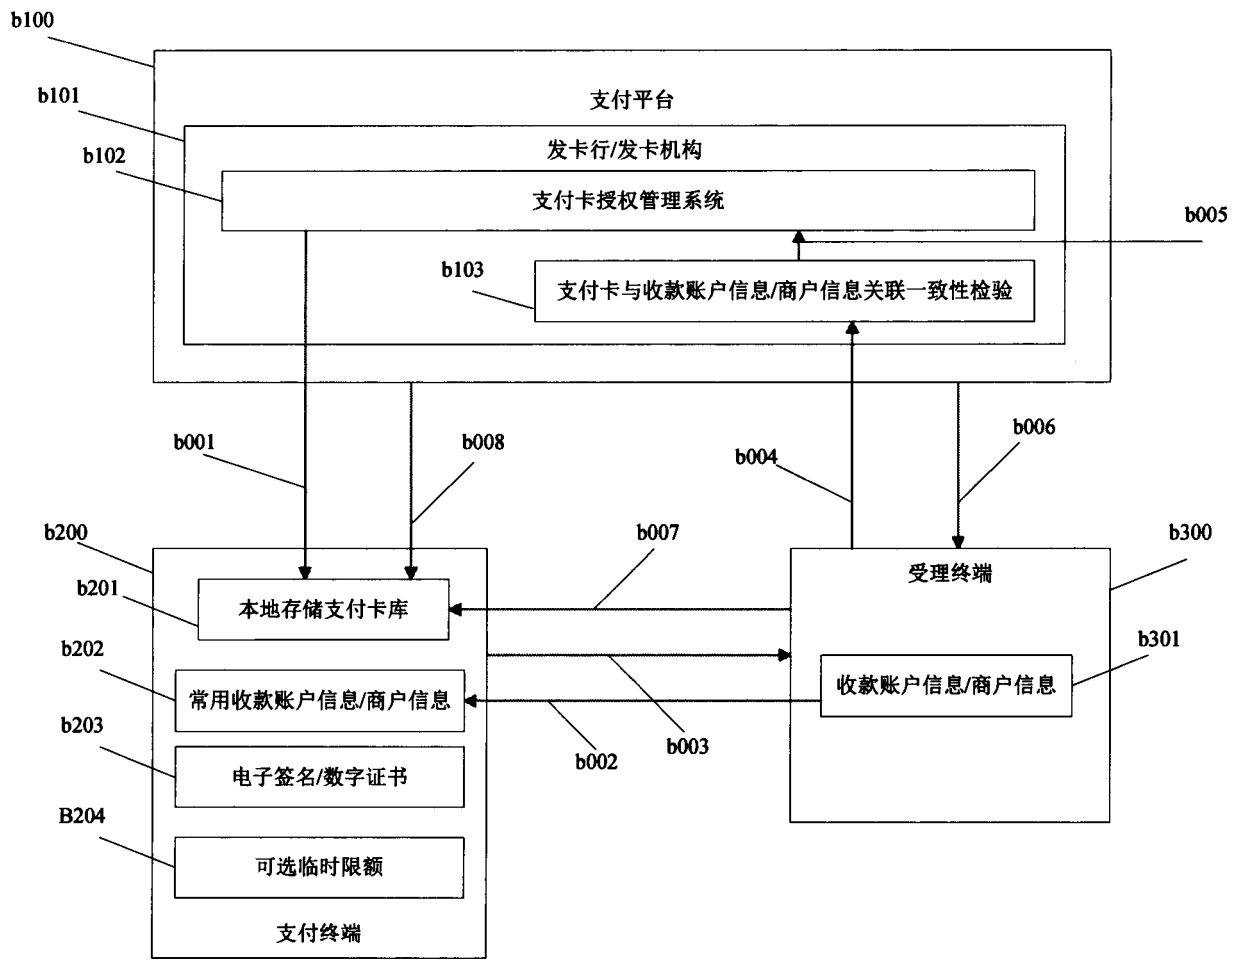 b100
支付平台
b101
发卡行/发卡机构
b102
支付卡授权管理系统
b005
b103
支付卡与收款账户信息/商户信息关联一致性检验
b001
b008
b004
b006
b200
b007
b300
受理终端
b201
本地存储支付卡库
b202
常用收款账户信息/商户信息
b301
收款账户信息/商户信息
b203
电子签名/数字证书
b002
b003
B204
可选临时限额
支付终端